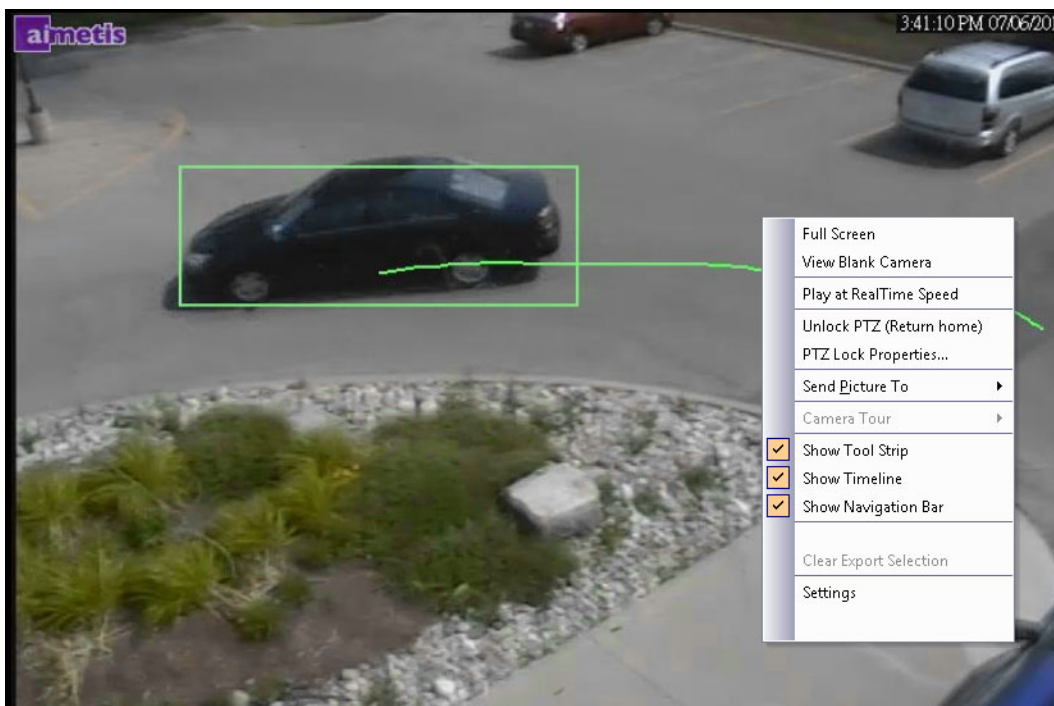 aimetis
3:41:10 PM 07/06/201
Full Screen
View Blank Camera
Play at RealTime Speed
Unlock PTZ (Return home)
PTZ Lock Properties...
Send Picture To
Camera Tour
Show Tool Strip
Show Timeline
Show Navigation Bar
Clear Export Selection
Settings